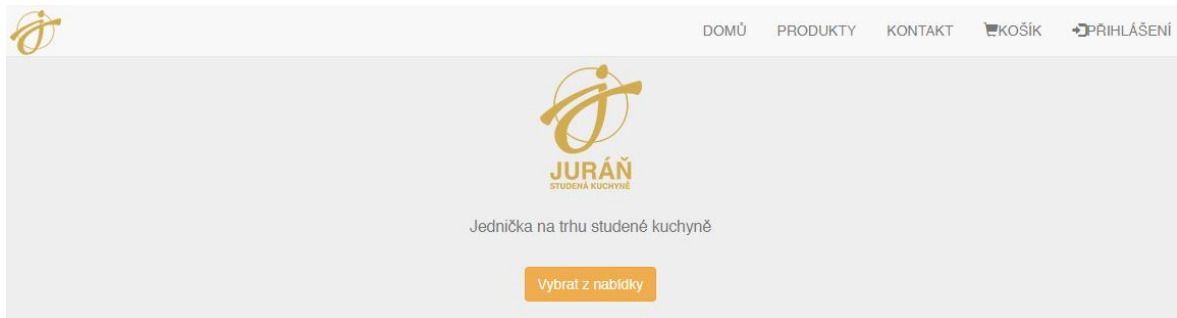 DOMŮ PRODUKTY KONTAKT KOŠÍK PŘIHLÁŠENÍ
JURÁŇ
STUDENÁ KUCHYNĚ
Jednička na trhu studené kuchyně
Vybrat z nabídky